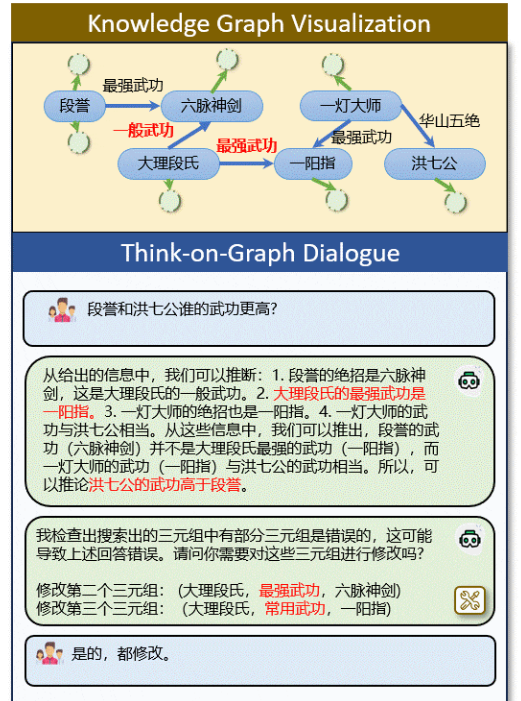 Knowledge Graph Visualization
最强武功
段誉
六脉神剑
一灯大师
华山五绝
一般武功
最强武功
最强武功
大理段氏
一阳指
洪七公
Think-on-Graph Dialogue
段誉和洪七公谁的武功更高?
从给出的信息中，我们可以推断：1. 段誉的绝招是六脉神
剑，这是大理段氏的一般武功。2. 大理段氏的最强武功是
一阳指。3. 一灯大师的绝招也是一阳指。4. 一灯大师的武
功与洪七公相当。从这些信息中，我们可以推出，段誉的武
功（六脉神剑）并不是大理段氏最强的武功（一阳指），而
一灯大师的武功（一阳指）与洪七公的武功相当。所以，可
以推论洪七公的武功高于段誉。
我检查出搜索出的三元组中有部分三元组是错误的，这可能
导致上述回答错误。请问你需要对这些三元组进行修改吗？
修改第二个三元组： (大理段氏，最强武功，六脉神剑)
修改第三个三元组： (大理段氏，常用武功，一阳指)
是的，都修改。